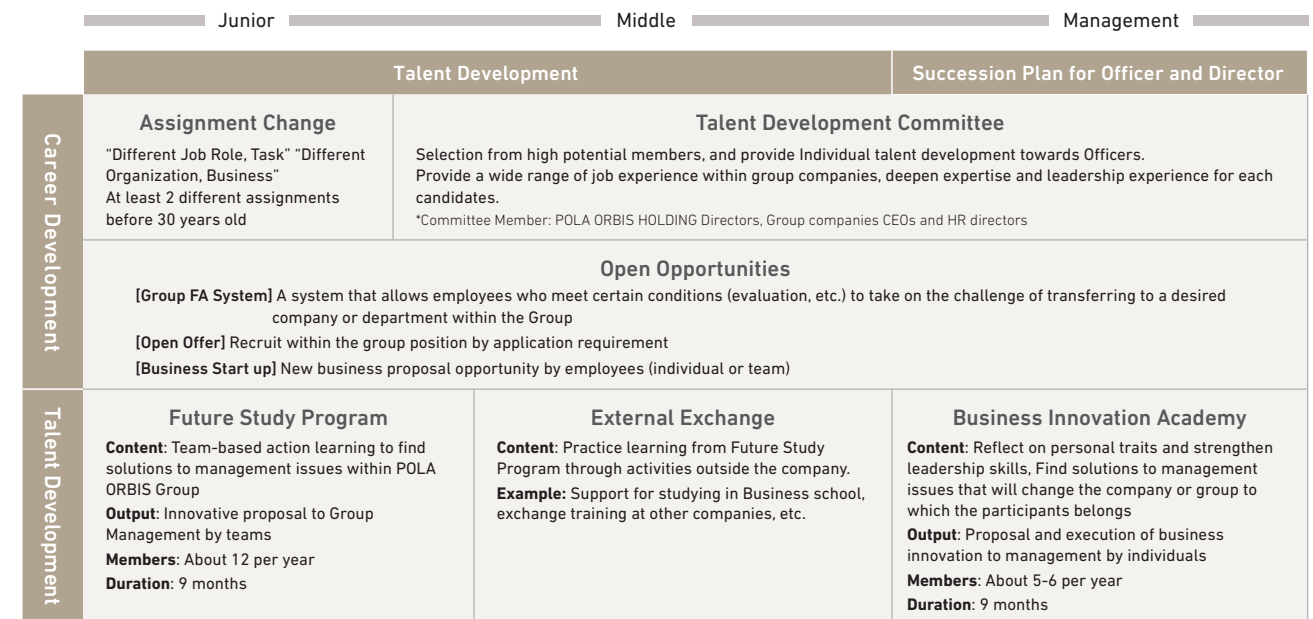 Junior
Middle
Management
Talent Development
Succession Plan for Officer and Director
Career Development
Assignment Change
“Different Job Role, Task” “Different
Organization, Business”
At least 2 different assignments
before 30 years old
Talent Development Committee
Selection from high potential members, and provide Individual talent development towards Officers.
Provide a wide range of job experience within group companies, deepen expertise and leadership experience for each
candidates.
*Committee Member: POLA ORBIS HOLDING Directors, Group companies CEOs and HR directors
Open Opportunities
[Group FA System] A system that allows employees who meet certain conditions (evaluation, etc.) to take on the challenge of transferring to a desired
company or department within the Group
[Open Offer] Recruit within the group position by application requirement
[Business Start up] New business proposal opportunity by employees (individual or team)
Talent Development
Future Study Program
Content: Team-based action learning to find
solutions to management issues within POLA
ORBIS Group
Output: Innovative proposal to Group
Management by teams
Members: About 12 per year
Duration: 9 months
External Exchange
Content: Practice learning from Future Study
Program through activities outside the company.
Example: Support for studying in Business school,
exchange training at other companies, etc.
Business Innovation Academy
Content: Reflect on personal traits and strengthen
leadership skills, Find solutions to management
issues that will change the company or group to
which the participants belongs
Output: Proposal and execution of business
innovation to management by individuals
Members: About 5-6 per year
Duration: 9 months